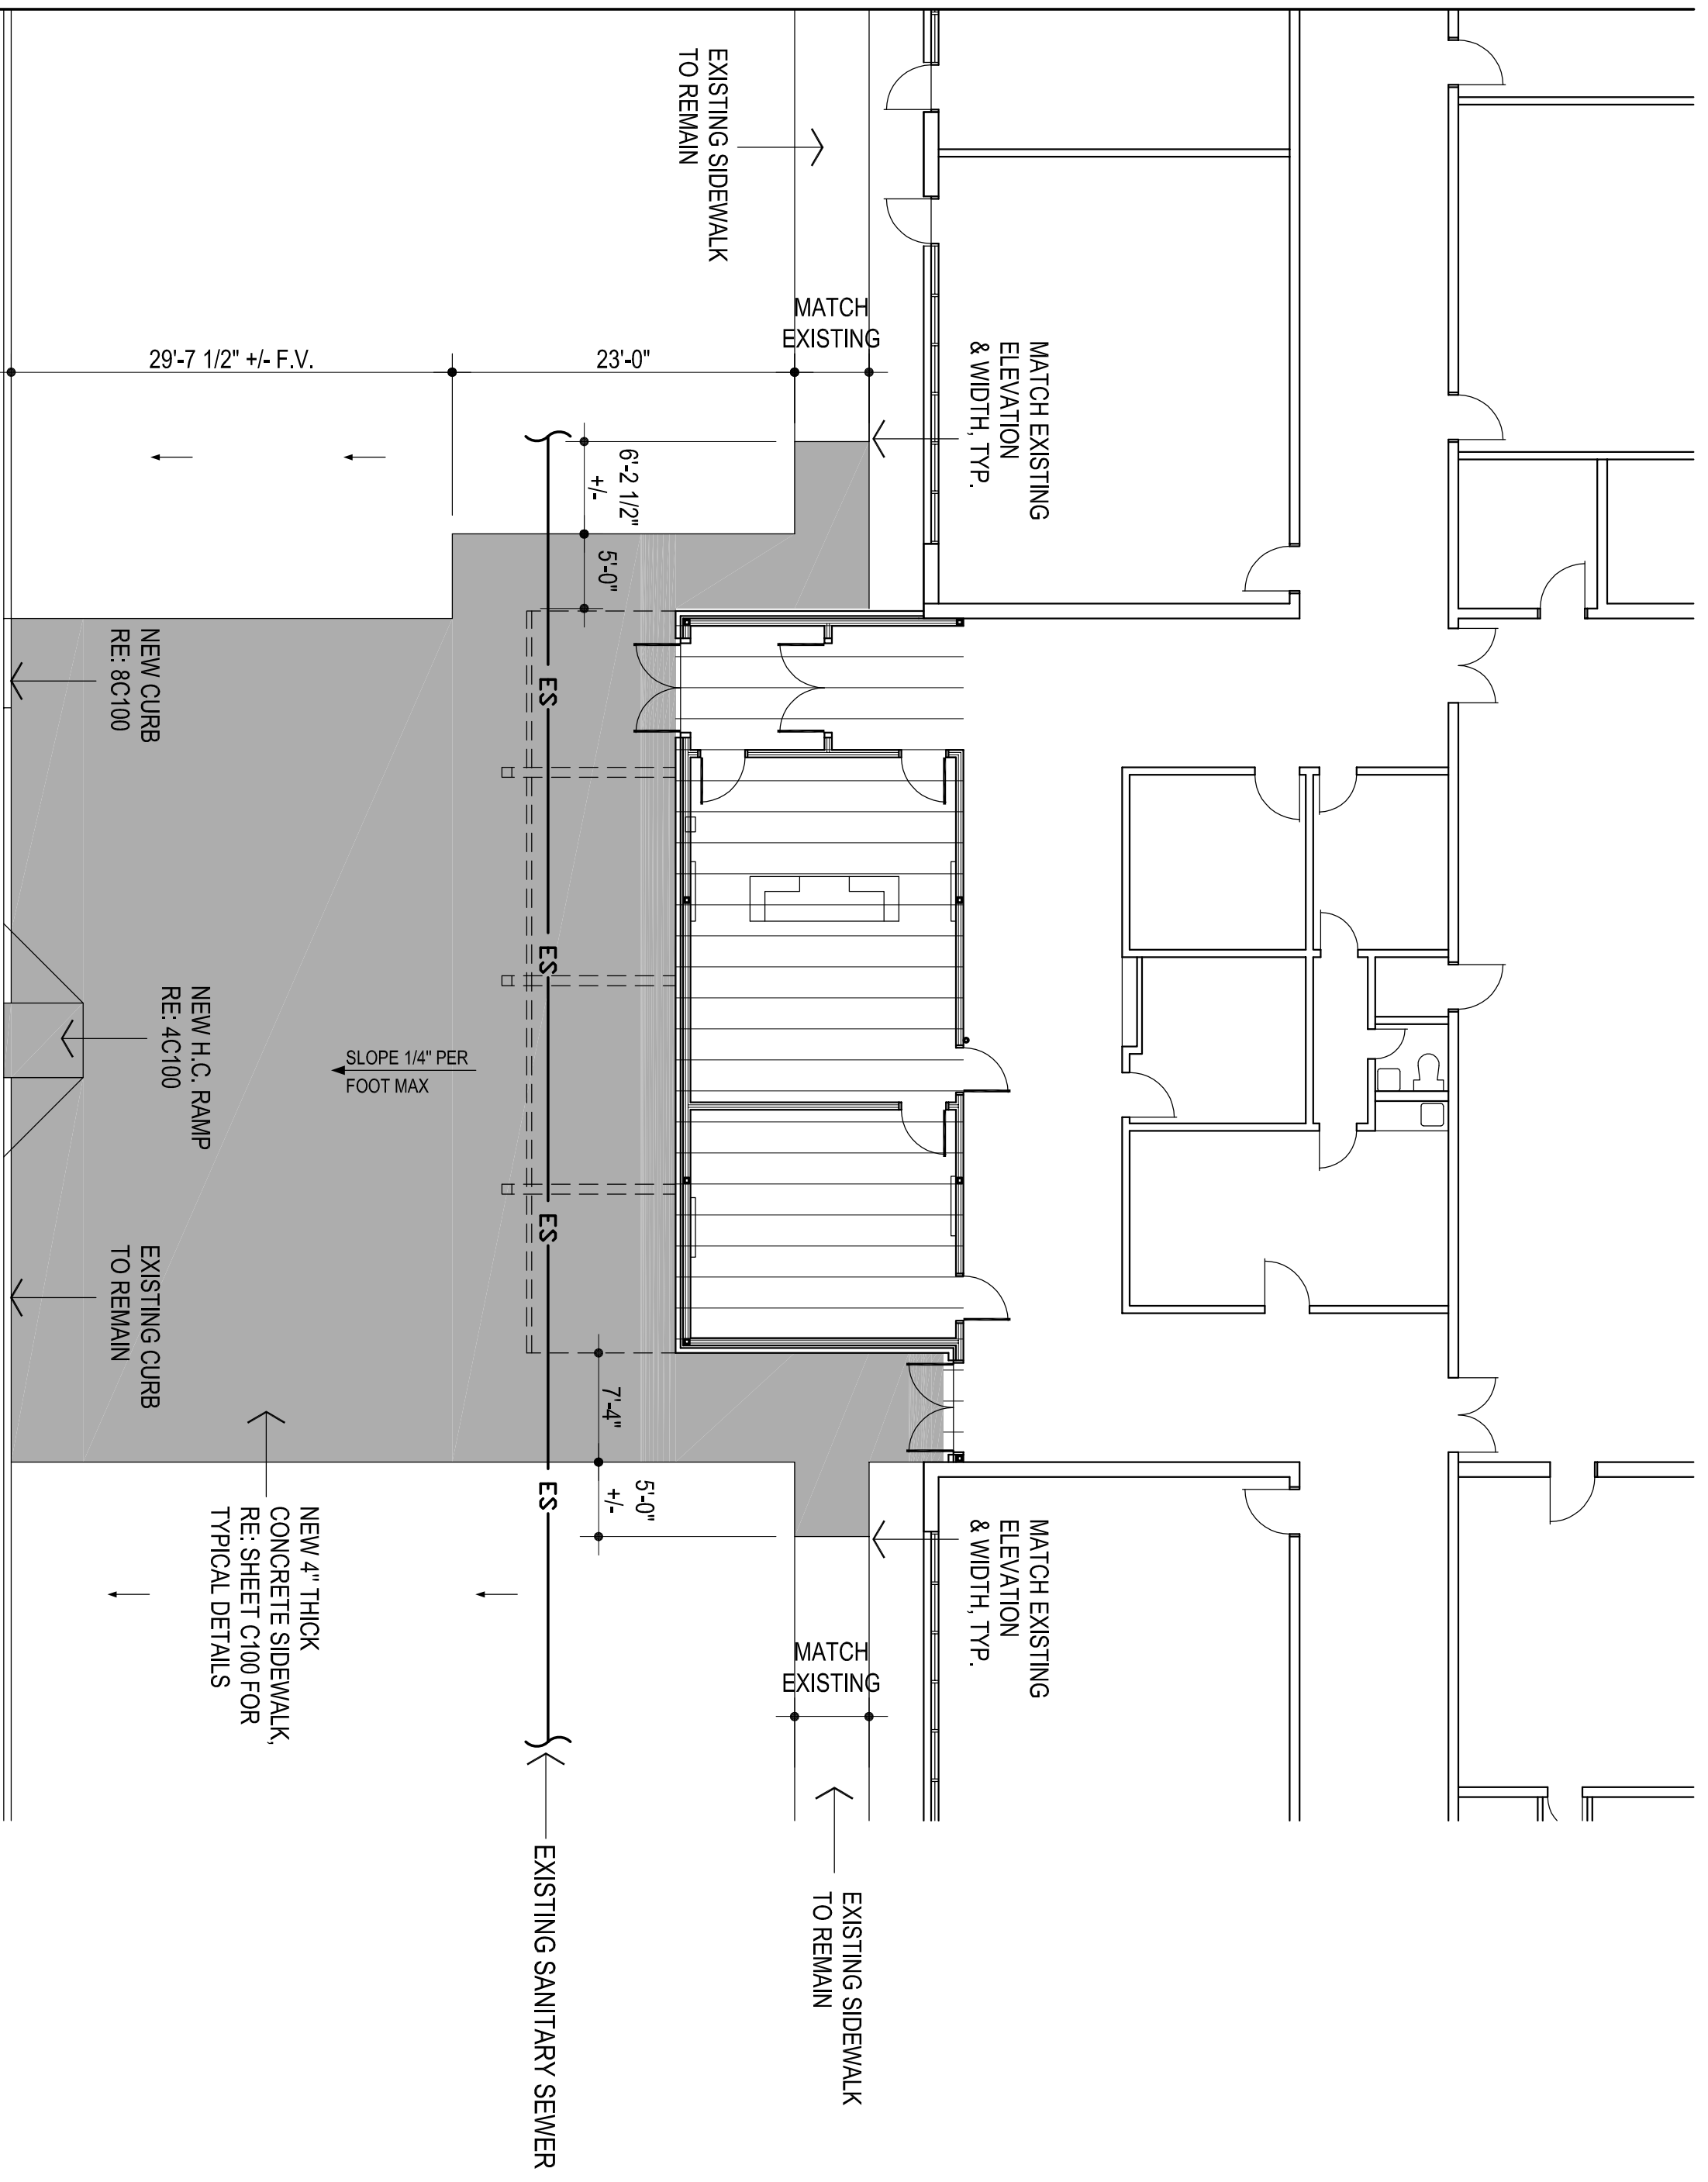 EXISTING SIDEWALK
TO REMAIN
MATCH
EXISTING
MATCH EXISTING
ELEVATION
& WIDTH, TYP.
29'-7 1/2" +/- F.V.
23'-0"
6'-2 1/2"
+/-
5'-0"
NEW CURB
RE: 8C100
ES
ES
NEW H.C. RAMP
RE: 4C100
SLOPE 1/4" PER
FOOT MAX
ES
EXISTING CURB
TO REMAIN
7'-4"
5'-0"
+/-
ES
NEW 4" THICK
CONCRETE SIDEWALK,
RE: SHEET C100 FOR
TYPICAL DETAILS
MATCH EXISTING
ELEVATION
& WIDTH, TYP.
MATCH
EXISTING
EXISTING SANITARY SEWER
EXISTING SIDEWALK
TO REMAIN